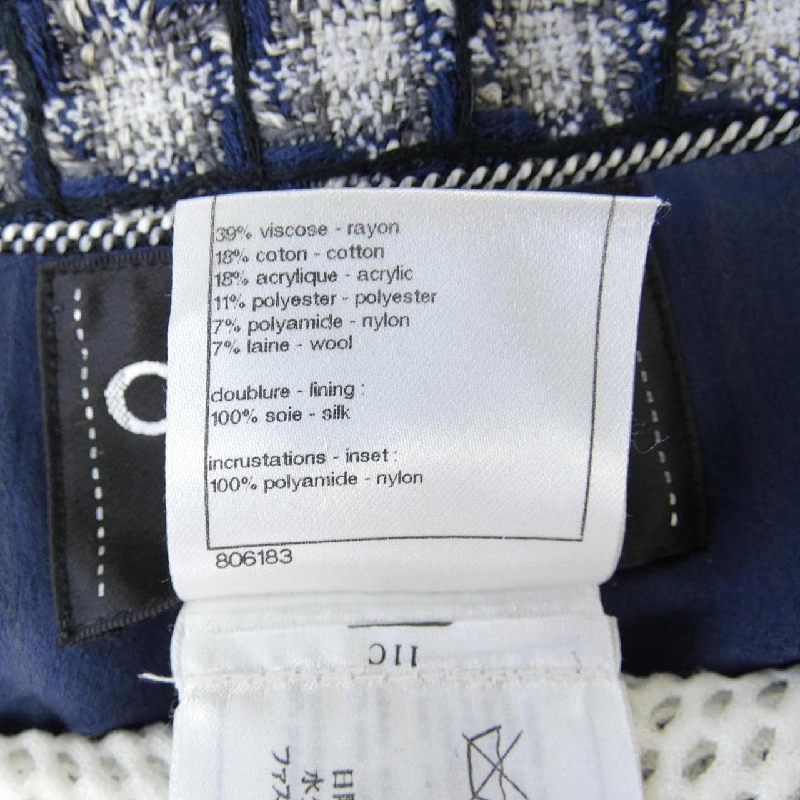 39% viscose - rayon
18% coton - cotton
18% acrylique - acrylic
11% polyester - polyester
7% polyamide - nylon
7% laine - wool
doublure - lining :
100% soie - silk
incrustations - inset :
100% polyamide - nylon
806183
11C